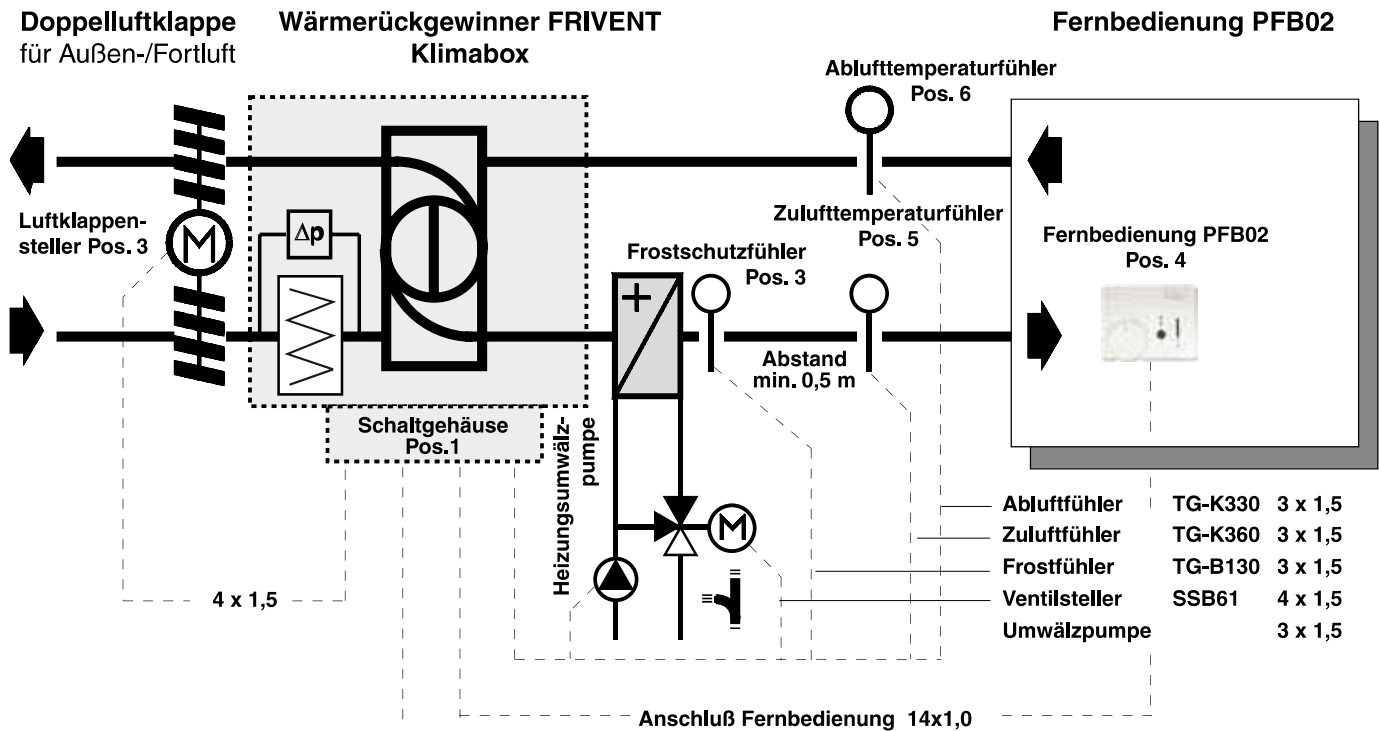 Doppelluftklappe
für Außen-/Fortluft
Wärmerückgewinner FRIVENT
Klimabox
Fernbedienung PFB02
Ablufttemperaturfühler
Pos. 6
Luftklappen-
steller Pos. 3
M
Δp
Zulufttemperaturfühler
Pos. 5
Frostschutzfühler
Pos. 3
Fernbedienung PFB02
Pos. 4
+
Abstand
min. 0,5 m
Schaltgehäuse
Pos.1
Heizungsumwälz-
pumpe
M
Abluftfühler TG-K330 3 x 1,5
Zuluftfühler TG-K360 3 x 1,5
Frostfühler TG-B130 3 x 1,5
Ventilsteller SSB61 4 x 1,5
Umwälzpumpe 3 x 1,5
4 x 1,5
Anschluß Fernbedienung 14x1,0